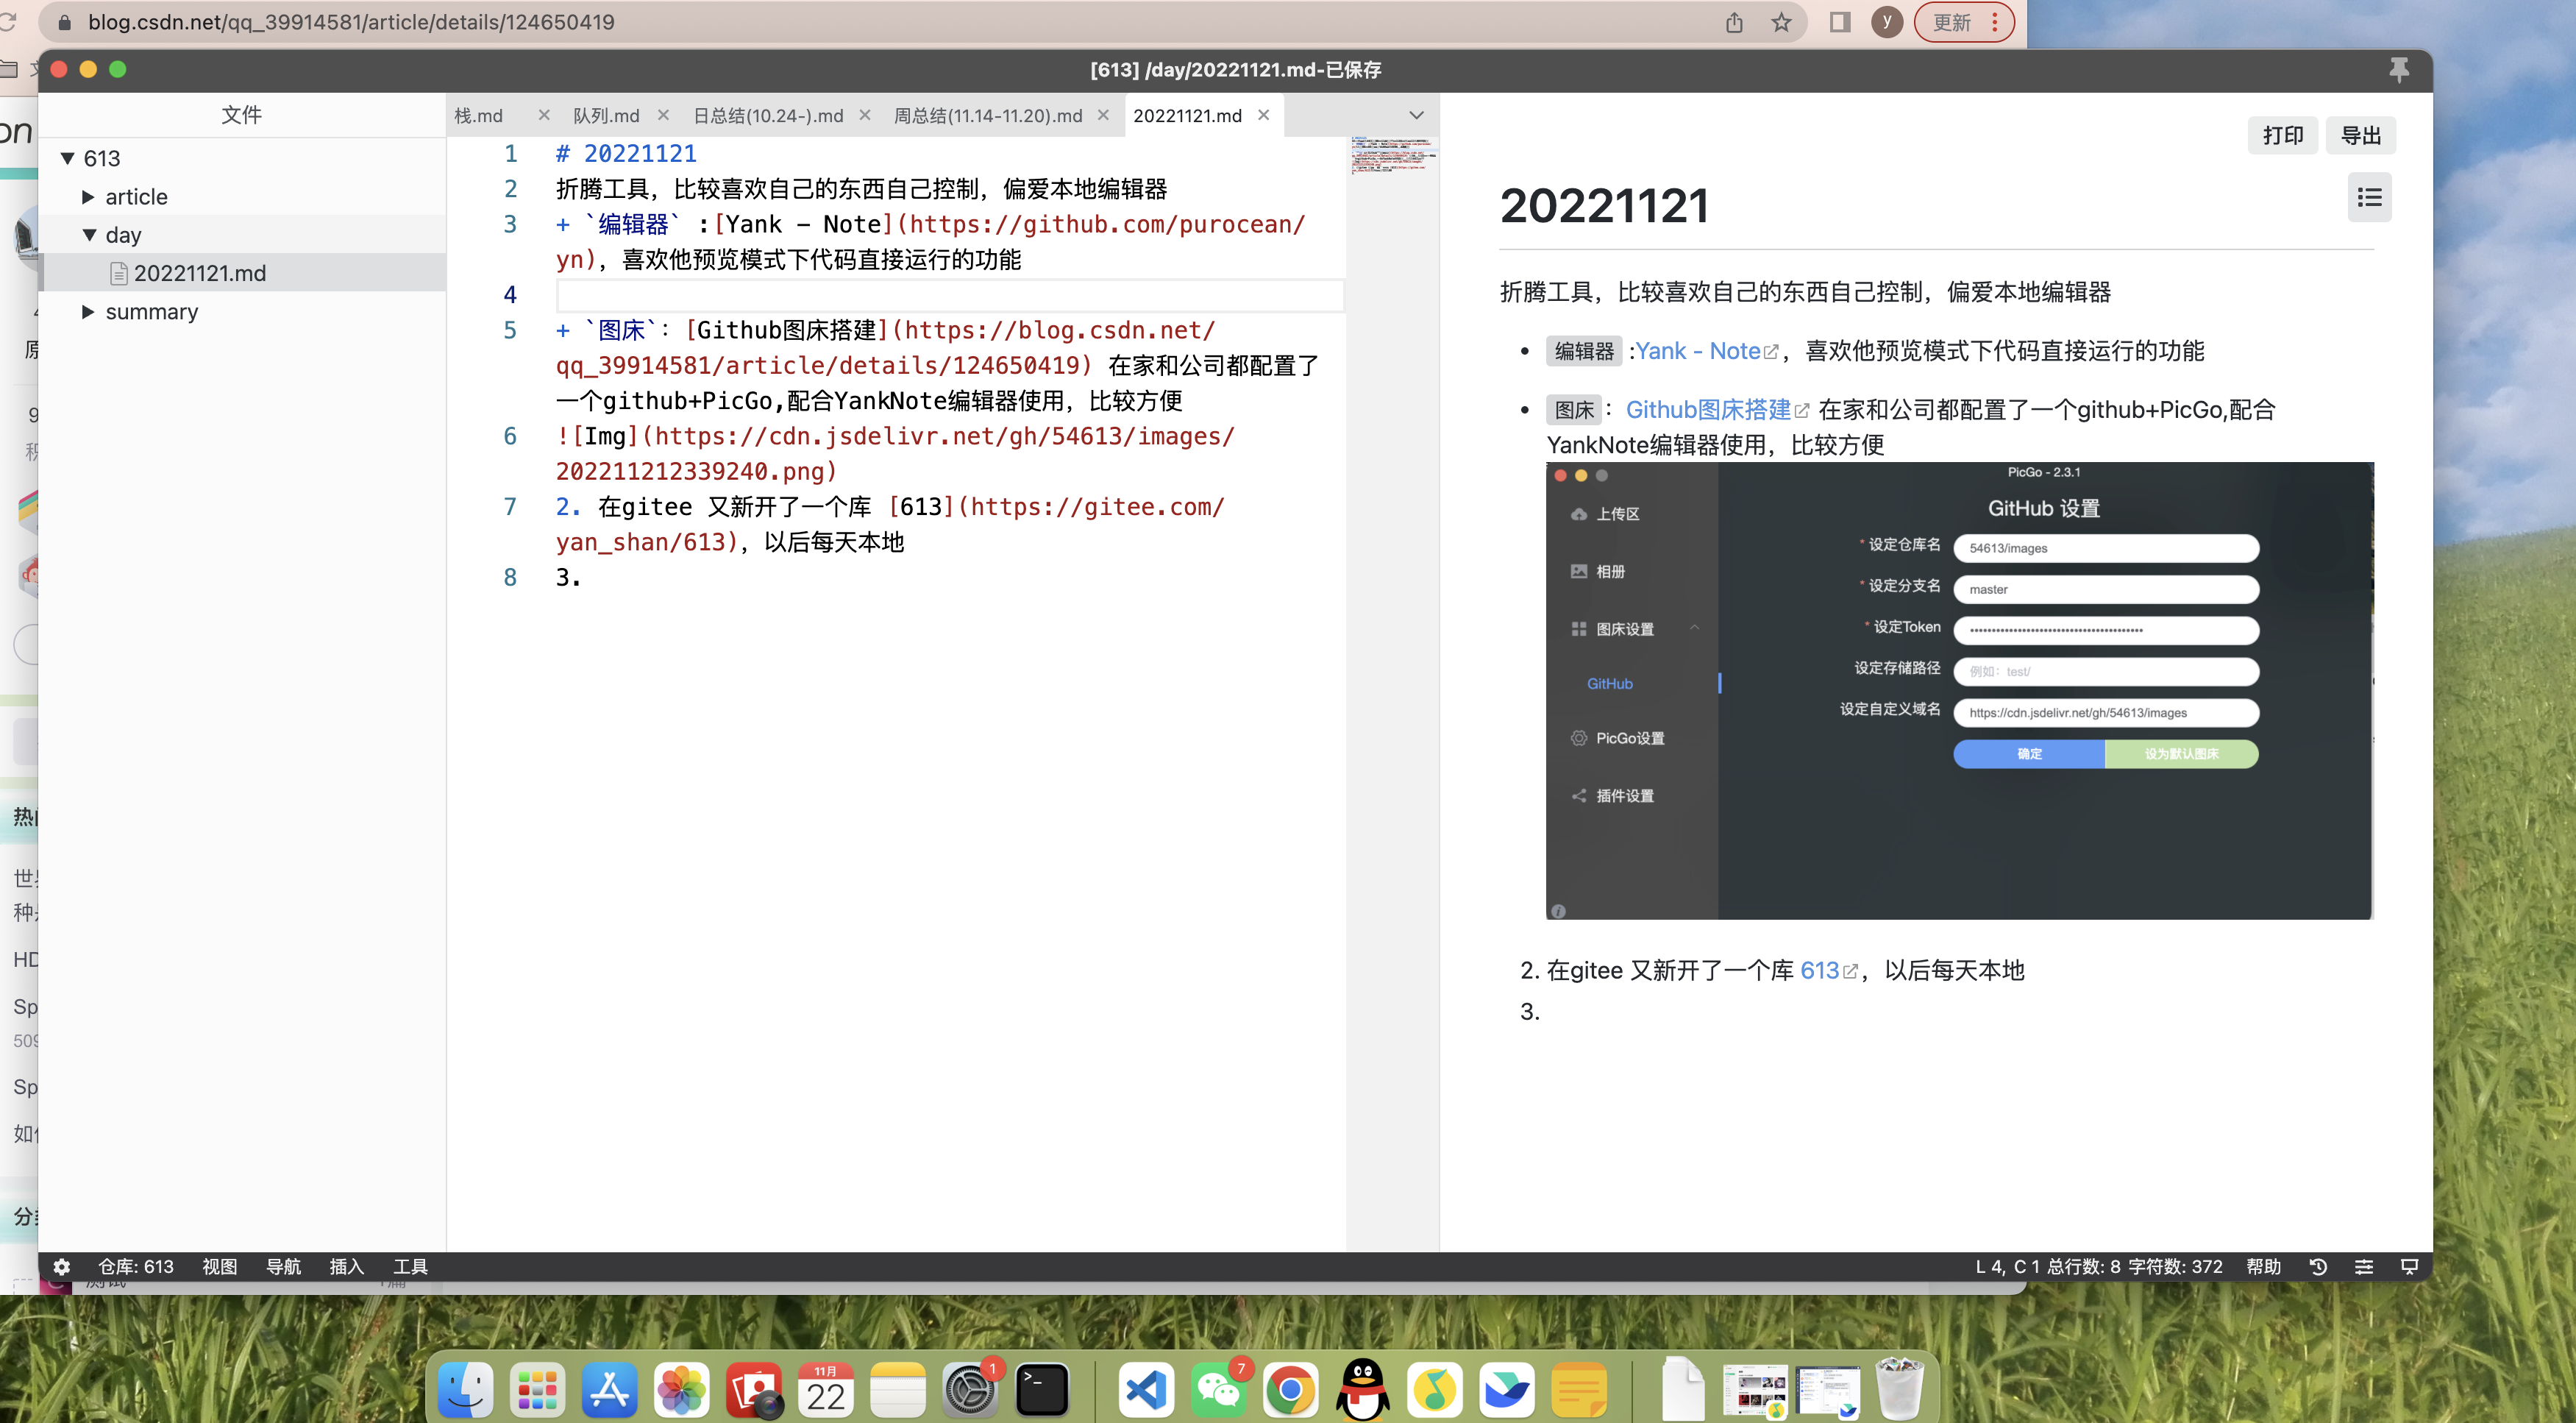 blog.csdn.net/qq_39914581/article/details/124650419
y
更新
[613] /day/20221121.md-已保存
文件
栈.md
队列.md
日总结(10.24-).md
周总结(11.14-11.20).md
20221121.md
613
article
day
20221121.md
summary
1 # 20221121
2 折腾工具，比较喜欢自己的东西自己控制，偏爱本地编辑器
3 + `编辑器` :[Yank - Note](https://github.com/purocean/
yn)，喜欢他预览模式下代码直接运行的功能
4
5 + `图床`：[Github图床搭建](https://blog.csdn.net/
qq_39914581/article/details/124650419) 在家和公司都配置了
一个github+PicGo,配合YankNote编辑器使用，比较方便
6 ![Img](https://cdn.jsdelivr.net/gh/54613/images/
202211212339240.png)
7 2. 在gitee 又新开了一个库 [613](https://gitee.com/
yan_shan/613)，以后每天本地
8 3.
打印
导出
20221121
折腾工具，比较喜欢自己的东西自己控制，偏爱本地编辑器
• 编辑器 :Yank - Note，喜欢他预览模式下代码直接运行的功能
• 图床：Github图床搭建 在家和公司都配置了一个github+PicGo,配合
YankNote编辑器使用，比较方便
PicGo - 2.3.1
上传区
相册
图床设置
GitHub
PicGo设置
插件设置
GitHub 设置
* 设定仓库名 54613/images
* 设定分支名 master
* 设定Token
设定存储路径 例如：test/
设定自定义域名 https://cdn.jsdelivr.net/gh/54613/images
确定
设为默认图床
2. 在gitee 又新开了一个库 613，以后每天本地
3.
on
原
9
世
种
HD
Sp
509
Sp
如
仓库: 613
视图
导航
插入
工具
L 4, C 1 总行数: 8 字符数: 372
帮助
11月
22
1
7